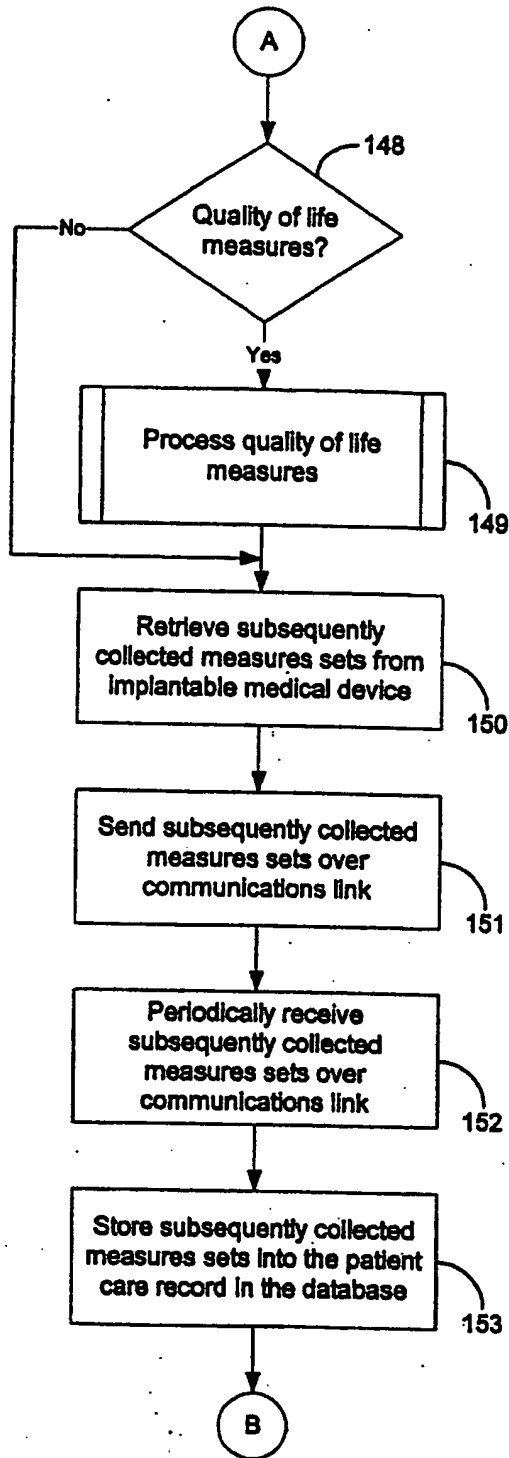 A
148
Quality of life
measures?
No
Yes
Process quality of life
measures
149
Retrieve subsequently
collected measures sets from
implantable medical device
150
Send subsequently collected
measures sets over
communications link
151
Periodically receive
subsequently collected
measures sets over
communications link
152
Store subsequently collected
measures sets into the patient
care record in the database
153
B